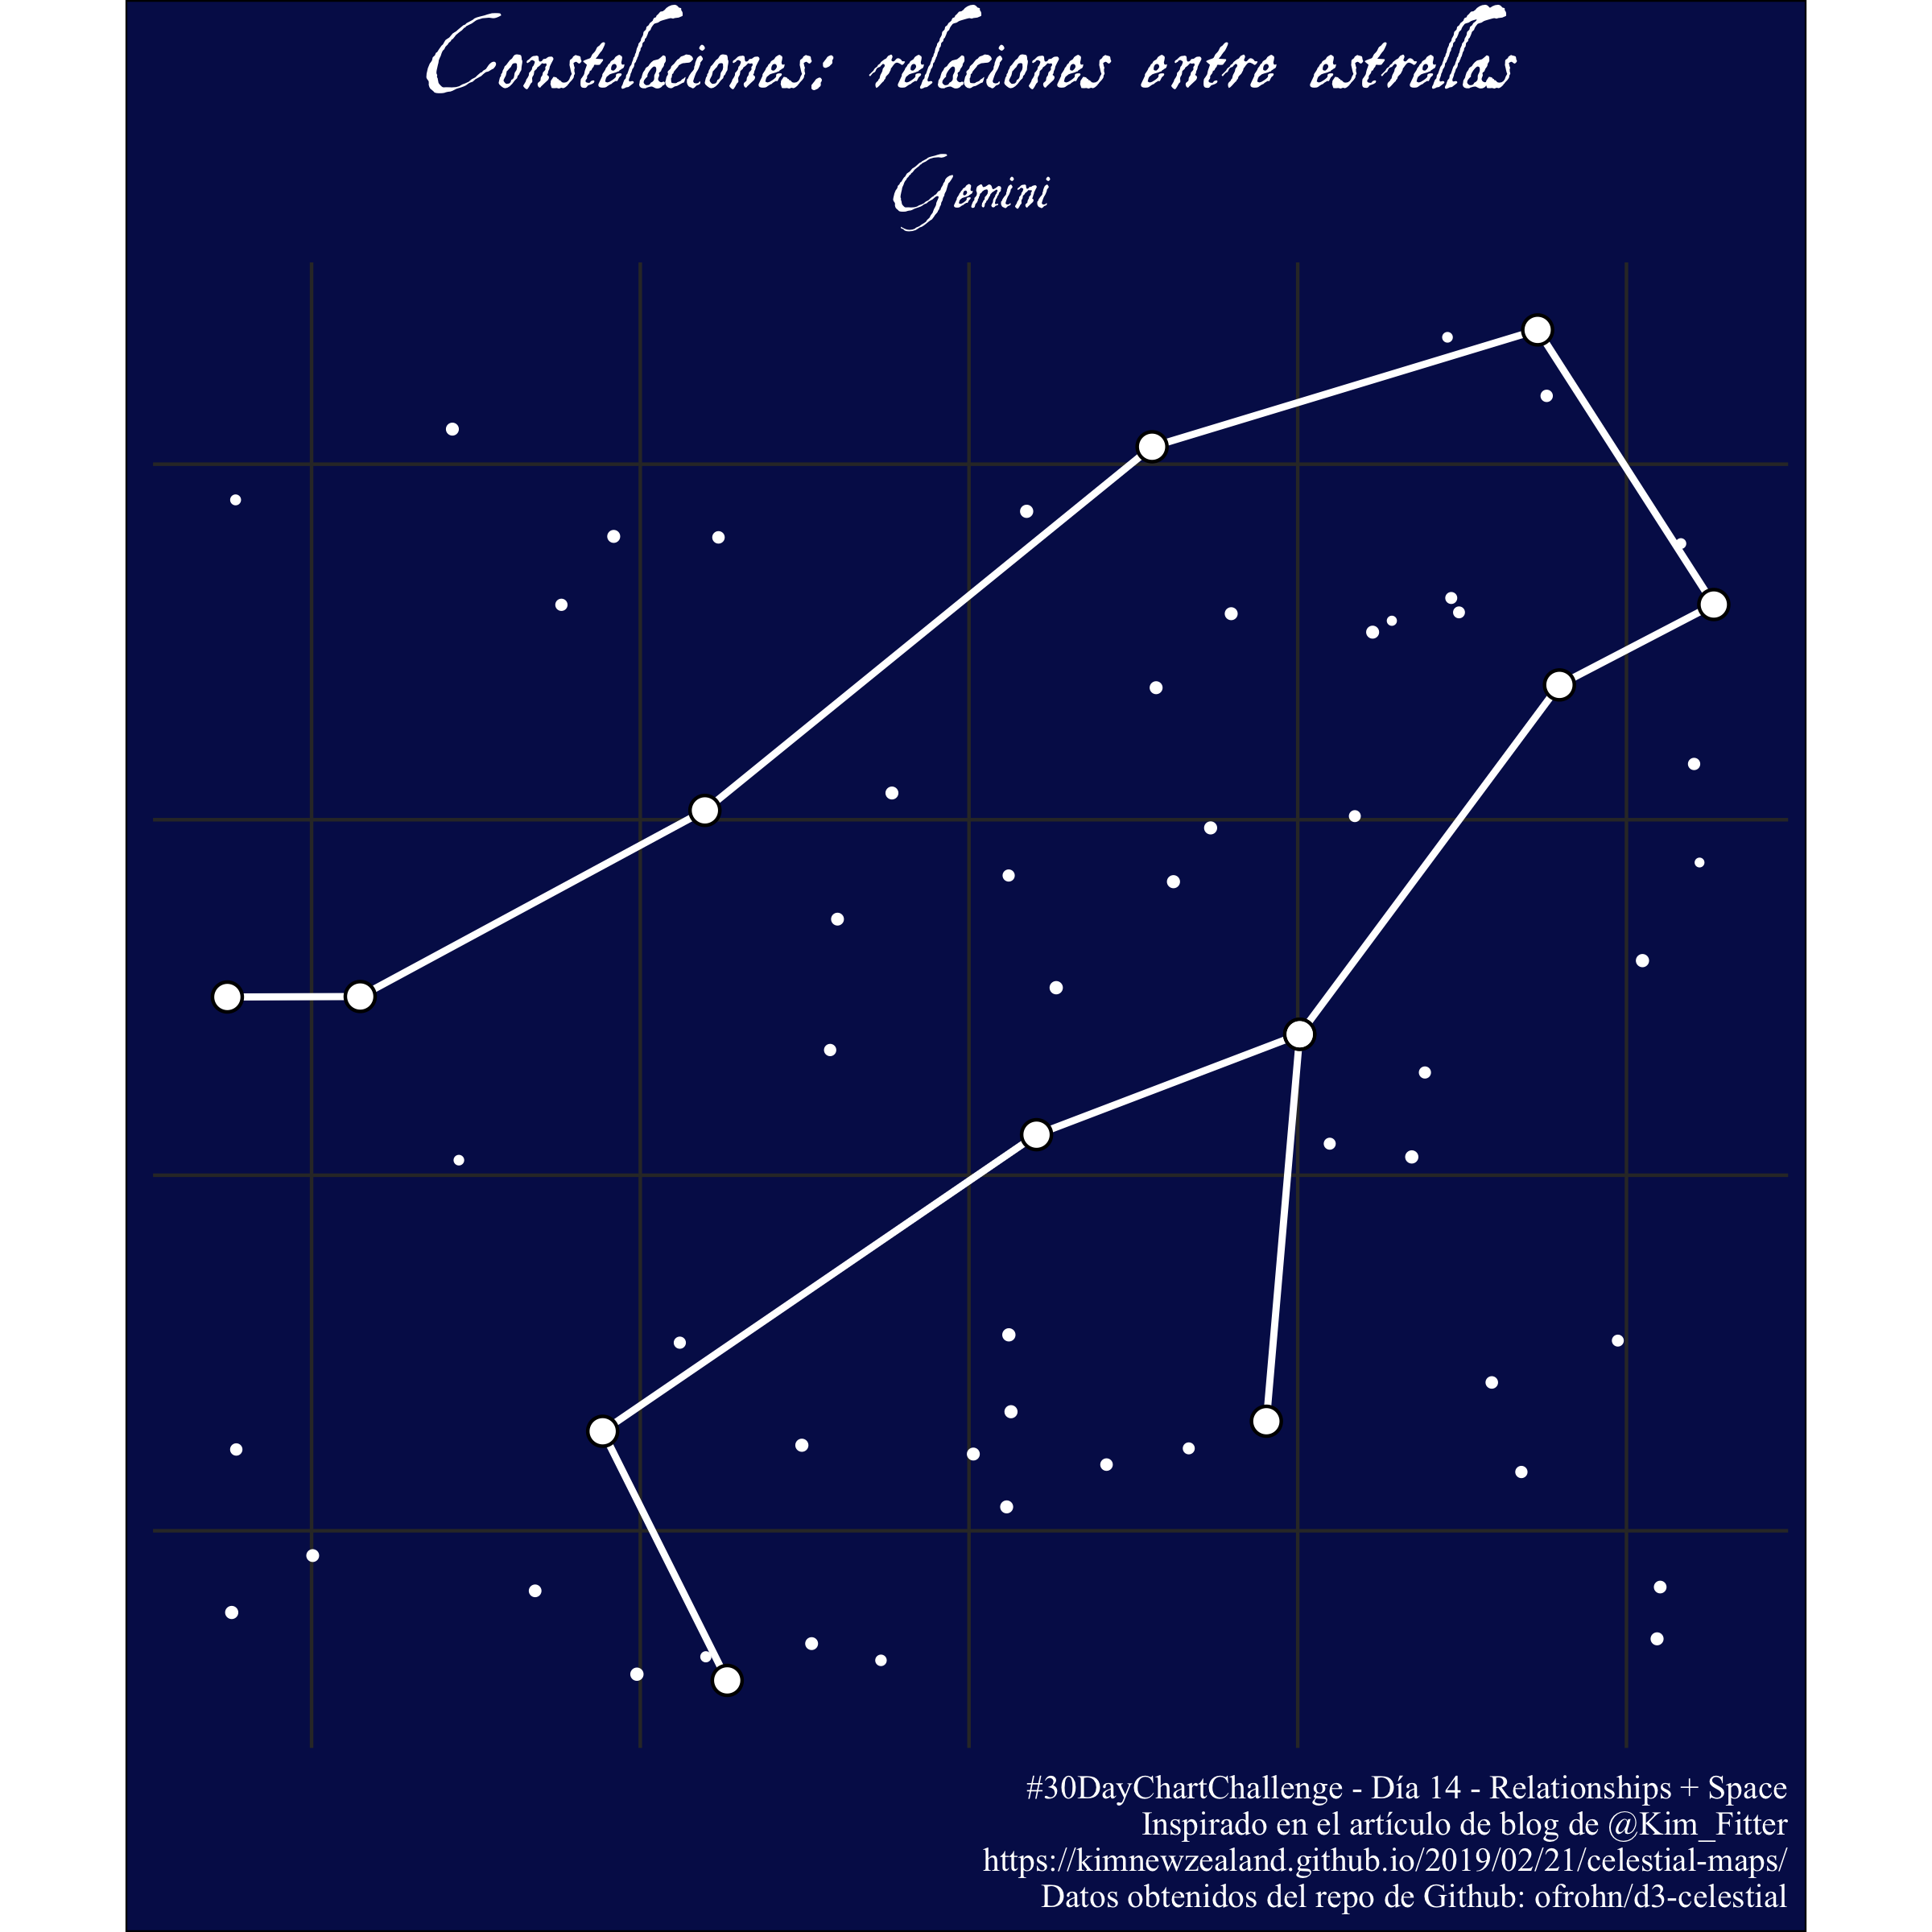 Constelaciones: relaciones entre estrellas
Gemini
#30DayChartChallenge - Día 14 - Relationships + Space
Inspirado en el artículo de blog de @Kim_Fitter
https://kimnewzealand.github.io/2019/02/21/celestial-maps/
Datos obtenidos del repo de Github: ofrohn/d3-celestial